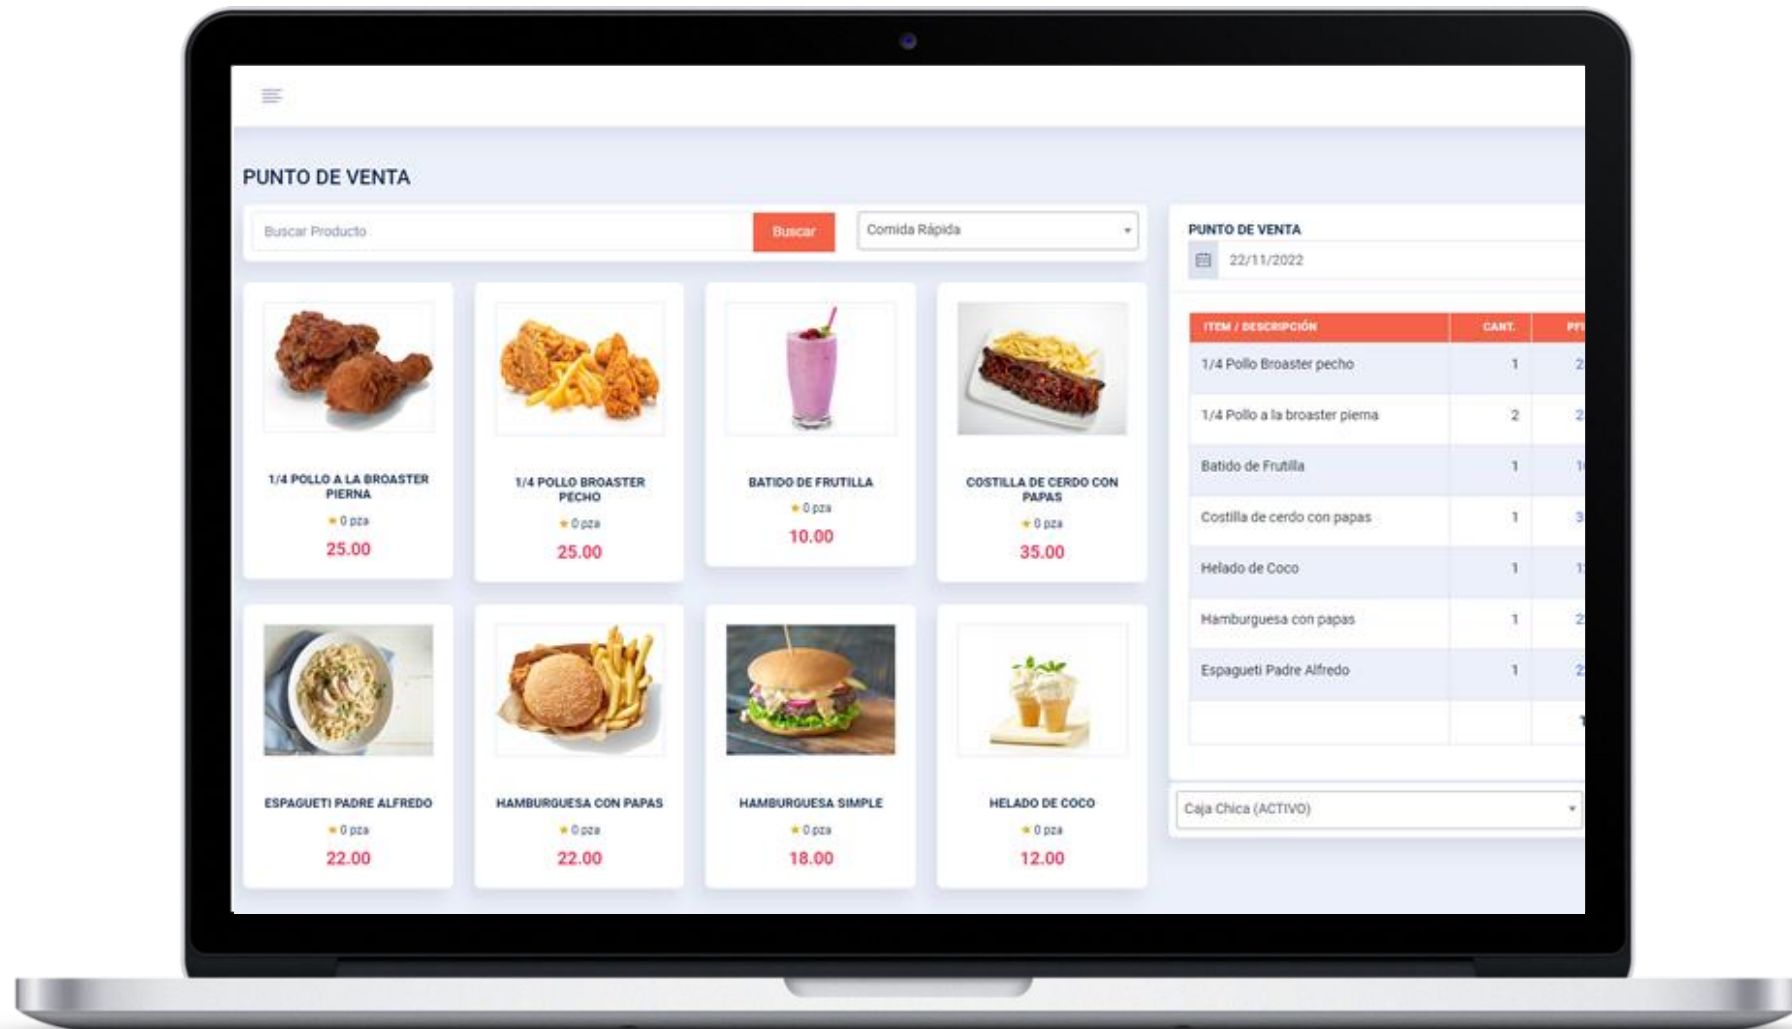 PUNTO DE VENTA
Buscar Producto
Buscar
Comida Rápida
1/4 POLLO A LA BROASTER
PIERNA
0 pza
25.00
1/4 POLLO BROASTER
PECHO
0 pza
25.00
BATIDO DE FRUTILLA
0 pza
10.00
COSTILLA DE CERDO CON
PAPAS
0 pza
35.00
ESPAGUETI PADRE ALFREDO
0 pza
22.00
HAMBURGUESA CON PAPAS
0 pza
22.00
HAMBURGUESA SIMPLE
0 pza
18.00
HELADO DE COCO
0 pza
12.00
PUNTO DE VENTA
22/11/2022
ITEM / DESCRIPCIÓN CANT.
1/4 Pollo Broaster pecho 1
1/4 Pollo a la broaster pierna 2
Batido de Frutilla 1
Costilla de cerdo con papas 1
Helado de Coco 1
Hamburguesa con papas 1
Espagueti Padre Alfredo 1
Caja Chica (ACTIVO)